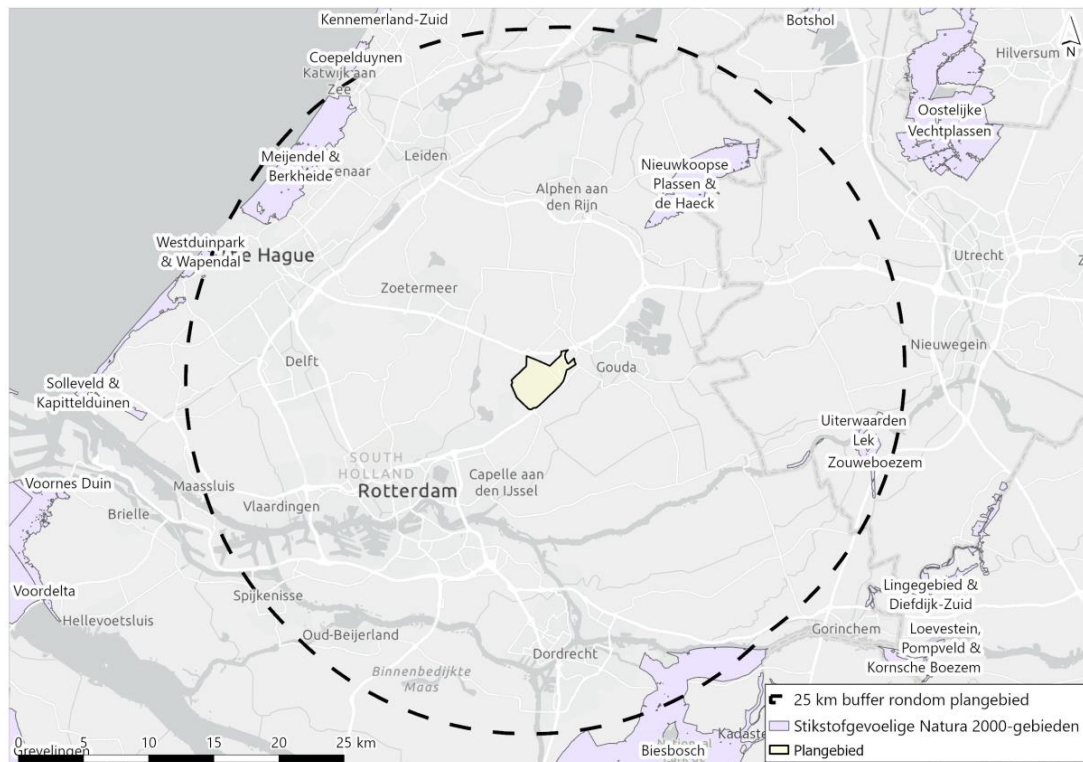 Kennemerland-Zuid
Botshol
N
Coepelduynen
Katwijk aan
Zee
Hilversum
Oostelijke
Vechtplassen
Meijendel &
Berkheide
enaar
Leiden
Nieuwkoopse
Plassen &
de Haeck
Alphen aan
den Rijn
Westduinpark
& Wapendal
e Hague
Utrecht
Zoetermeer
Nieuwegein
Delft
Gouda
Solleveld &
Kapittelduinen
Uiterwaarden
Lek
Zouweboezem
SOUTH
HOLLAND
Rotterdam
Capelle aan
den IJssel
Voornes Duin
Maassluis
Vlaardingen
Brielle
Voordelta
Hellevoetsluis
Spijkenisse
Lingegebied &
Diefdijk-Zuid
Oud-Beijerland
Gorinchem
Loevestein,
Pompveld &
Kornsche Boezem
Dordrecht
Binnenbedijkte
Maas
25 km buffer rondom plangebied
Stikstofgevoelige Natura 2000-gebieden
Plangebied
Kadaste
Biesbosch
Grevelingen
0 5 10 15 20 25 km